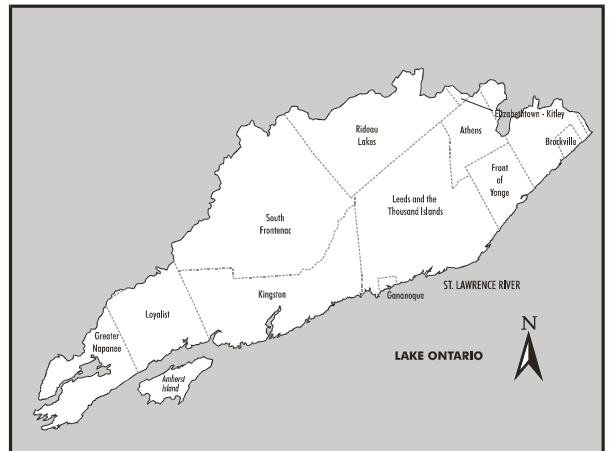 Elizabethtown - Kitley
Rideau
Lakes
Athens
Brockville
Front
of
Yonge
Leeds and the
Thousand Islands
South
Frontenac
ST. LAWRENCE RIVER
Kingston
Gananoque
Loyalist
N
Greater
Napanee
LAKE ONTARIO
Amherst
Island